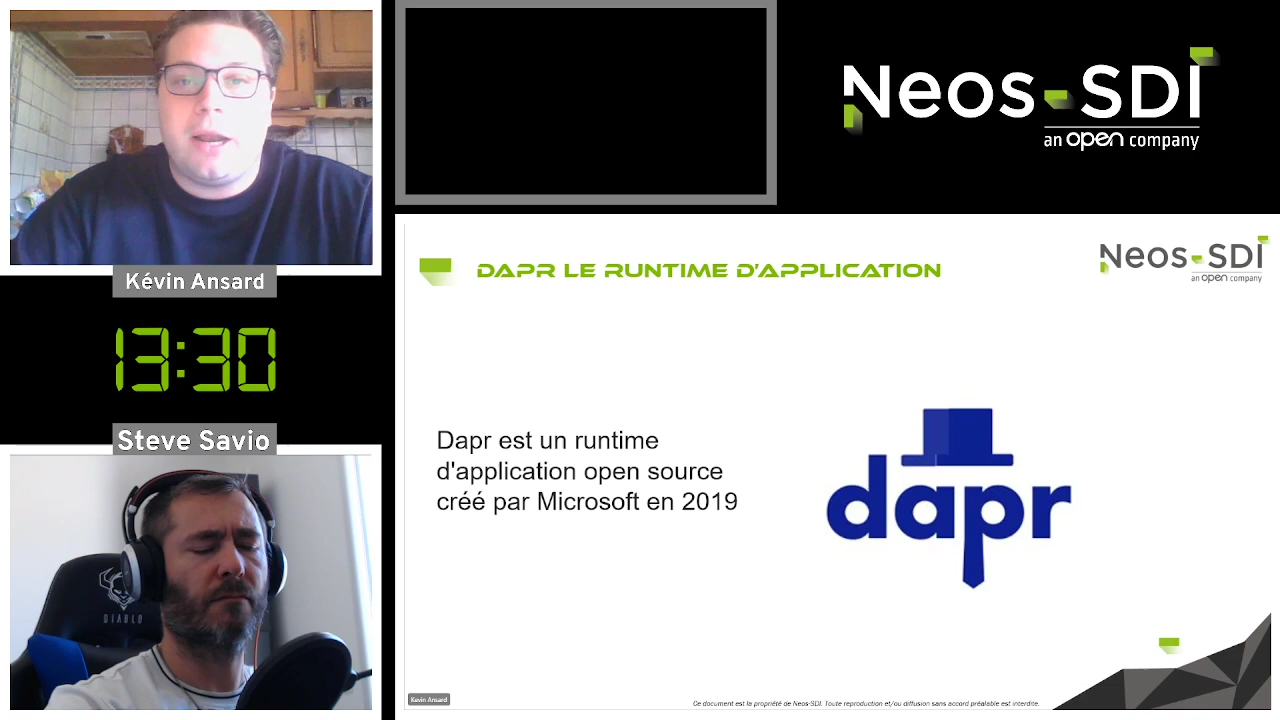 Neos-SDI
an open company
Kévin Ansard
13:30
Steve Savio
DIABLO
DAPR LE RUNTIME D'APPLICATION
Neos-SDI
an open company
Dapr est un runtime
d'application open source
créé par Microsoft en 2019
dapr
Kevin Ansard
Ce document est la propriété de Neos-SDI. Toute reproduction et/ou diffusion sans accord préalable est interdite.